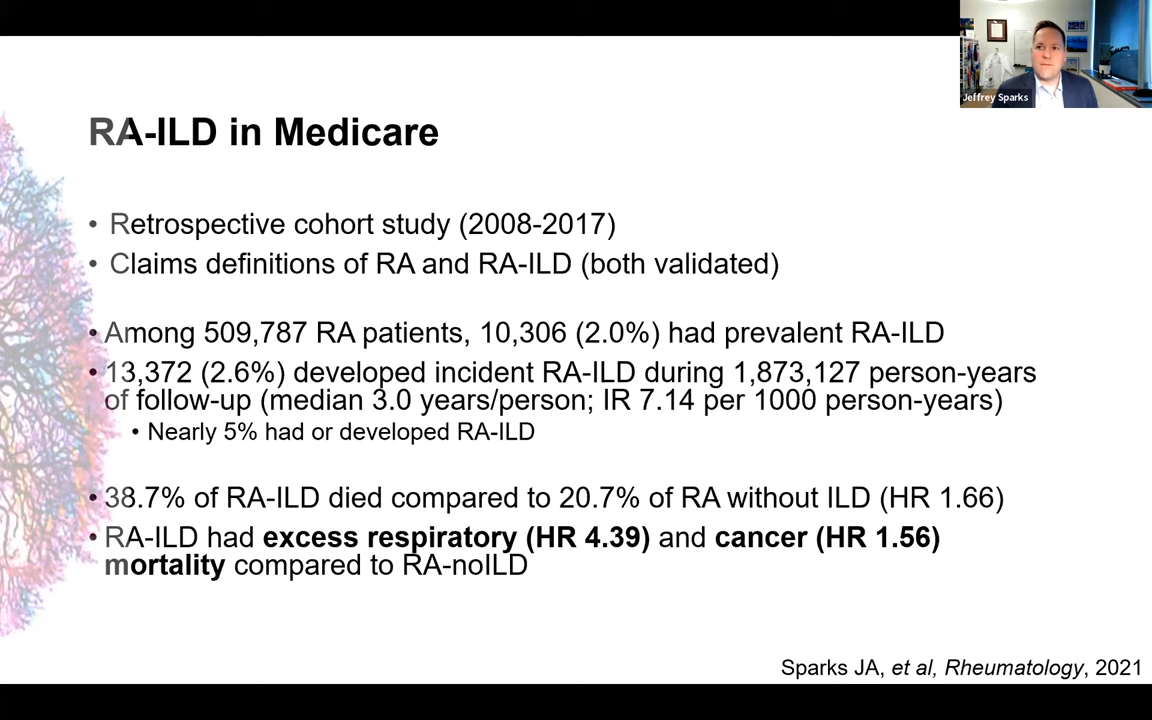 Jeffrey Sparks
RA-ILD in Medicare
• Retrospective cohort study (2008-2017)
• Claims definitions of RA and RA-ILD (both validated)
• Among 509,787 RA patients, 10,306 (2.0%) had prevalent RA-ILD
• 13,372 (2.6%) developed incident RA-ILD during 1,873,127 person-years
of follow-up (median 3.0 years/person; IR 7.14 per 1000 person-years)
• Nearly 5% had or developed RA-ILD
• 38.7% of RA-ILD died compared to 20.7% of RA without ILD (HR 1.66)
• RA-ILD had excess respiratory (HR 4.39) and cancer (HR 1.56)
mortality compared to RA-noILD
Sparks JA, et al, Rheumatology, 2021